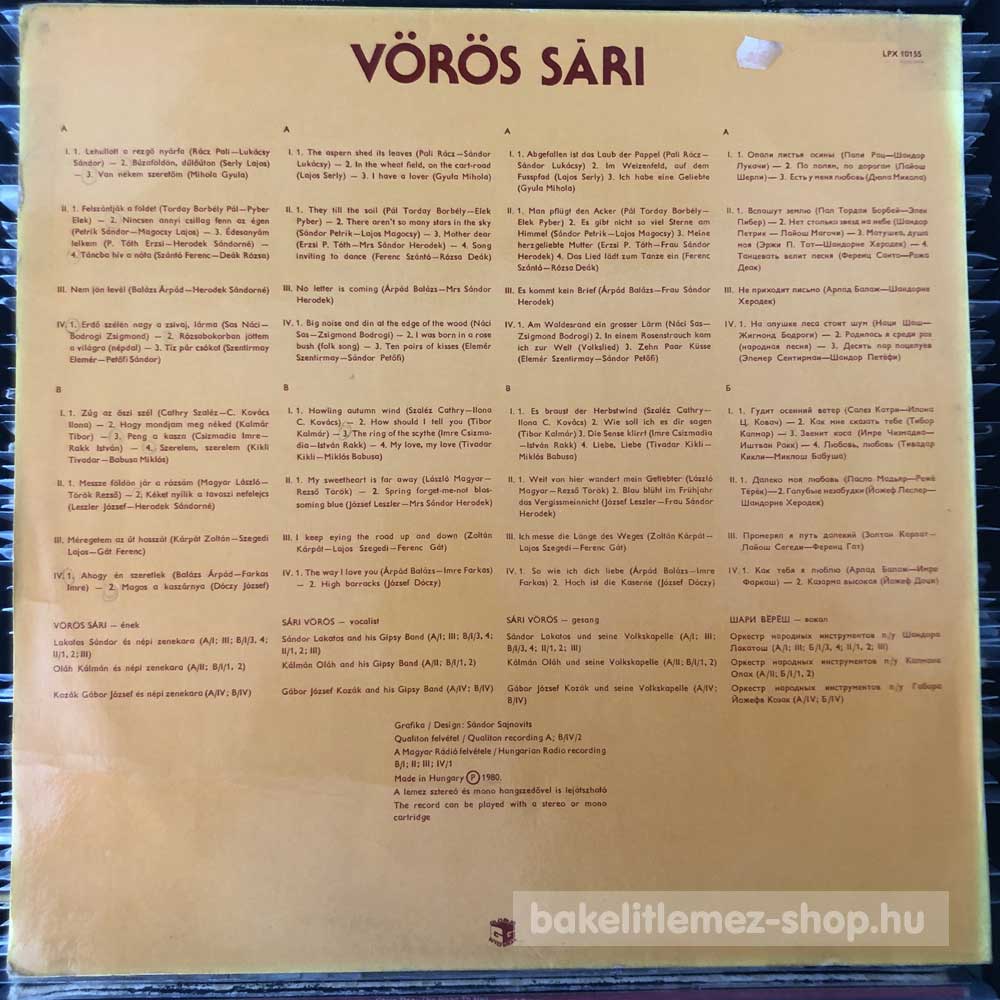 VÖRÖS SÁRI
LPX 10155
A
I. 1. Lehullott a rezgő nyárfa (Rácz Pali—Lukácsy
Sándor) — 2. Búzaföldön, dűlőúton (Serly Lajos)
— 3. Van nékem szeretőm (Mihola Gyula)
II. 1. Felszántják a földet (Torday Borbély Pál—Pyber
Elek) — 2. Nincsen annyi csillag fenn az égen
(Petrik Sándor—Magocsy Lajos) — 3. Édesanyám
lelkem (P. Tóth Erzsi—Herodek Sándorné) —
4. Táncba hív a nóta (Szántó Ferenc—Deák Rózsa)
III. Nem jön levél (Balázs Árpád—Herodek Sándorné)
IV. 1. Erdő szélén nagy a zsivaj, lárma (Sas Náci—
Bodrogi Zsigmond) — 2. Rózsabokorban jöttem
a világra (népdal) — 3. Tíz pár csókot (Szentirmay
Elemér—Petőfi Sándor)
B
I. 1. Zúg az őszi szél (Cathry Szaléz—C. Kovács
Ilona) — 2. Hogy mondjam meg néked (Kalmár
Tibor) — 3. Peng a kasza (Csizmadia Imre—
Rakk István) — 4. Szerelem, szerelem (Kikli
Tivadar—Babusa Miklós)
II. 1. Messze földön jár a rózsám (Magyar László—
Török Rezső) — 2. Kéket nyílik a tavaszi nefelejcs
(Leszler József—Herodek Sándorné)
III. Méregetem az út hosszát (Kárpát Zoltán—Szegedi
Lajos—Gát Ferenc)
IV. 1. Ahogy én szeretlek (Balázs Árpád—Farkas
Imre) — 2. Magos a kaszárnya (Dóczy József)
VÖRÖS SÁRI — ének
Lakatos Sándor és népi zenekara (A/I; III; B/I/3, 4;
II/1, 2; III)
Oláh Kálmán és népi zenekara (A/II; B/I/1, 2)
Kozák Gábor József és népi zenekara (A/IV; B/IV)
A
I. 1. The aspern shed its leaves (Pali Rácz—Sándor
Lukácsy) — 2. In the wheat field, on the cart-road
(Lajos Serly) — 3. I have a lover (Gyula Mihola)
II. 1. They till the soil (Pál Torday Borbély—Elek
Pyber) — 2. There aren't so many stars in the sky
(Sándor Petrik—Lajos Magocsy) — 3. Mother dear
(Erzsi P. Tóth—Mrs Sándor Herodek) — 4. Song
inviting to dance (Ferenc Szántó—Rózsa Deák)
III. No letter is coming (Árpád Balázs—Mrs Sándor
Herodek)
IV. 1. Big noise and din at the edge of the wood (Náci
Sas—Zsigmond Bodrogi) — 2. I was born in a rose
bush (folk song) — 3. Ten pairs of kisses (Elemér
Szentirmay—Sándor Petőfi)
B
I. 1. Howling autumn wind (Szaléz Cathry—Ilona
C. Kovács) — 2. How should I tell you (Tibor
Kalmár) — 3. The ring of the scythe (Imre Csizma-
dia—István Rakk) — 4. My love, my love (Tivadar
Kikli—Miklós Babusa)
II. 1. My sweetheart is far away (László Magyar—
Rezső Török) — 2. Spring forget-me-not blos-
soming blue (József Leszler—Mrs Sándor Herodek)
III. I keep eying the road up and down (Zoltán
Kárpát—Lajos Szegedi—Ferenc Gát)
IV. 1. The way I love you (Árpád Balázs—Imre Farkas)
— 2. High barracks (József Dóczy)
SÁRI VÖRÖS — vocalist
Sándor Lakatos and his Gipsy Band (A/I; III; B/I/3, 4;
II/1, 2; III)
Kálmán Oláh and his Gipsy Band (A/II; B/I/1, 2)
Gábor József Kozák and his Gipsy Band (A/IV; B/IV)
A
I. 1. Abgefallen ist das Laub der Pappel (Pali Rácz—
Sándor Lukácsy) 2. Im Weizenfeld, auf dem
Fusspfad (Lajos Serly) 3. Ich habe eine Geliebte
(Gyula Mihola)
II. 1. Man pflügt den Acker (Pál Torday Borbély—
Elek Pyber) 2. Es gibt nicht so viel Sterne am
Himmel (Sándor Petrik—Lajos Magocsy) 3. Meine
herzgeliebte Mutter (Erzsi P. Tóth—Frau Sándor
Herodek) 4. Das Lied lädt zum Tanze ein (Ferenc
Szántó—Rózsa Deák)
III. Es kommt kein Brief (Árpád Balázs—Frau Sándor
Herodek)
IV. 1. Am Waldesrand ein grosser Lärm (Náci Sas—
Zsigmond Bodrogi) 2. In einem Rosenstrauch kam
ich zur Welt (Volkslied) 3. Zehn Paar Küsse
(Elemér Szentirmay—Sándor Petőfi)
B
I. 1. Es braust der Herbstwind (Szaléz Cathry—
Ilona C. Kovács) 2. Wie soll ich es dir sagen
(Tibor Kalmár) 3. Die Sense klirrt (Imre Csizmadia
—István Rakk) 4. Liebe, Liebe (Tivadar Kikli—
Miklós Babusa)
II. 1. Weit von hier wandert mein Geliebter (László
Magyar—Rezső Török) 2. Blau blüht im Frühjahr
das Vergissmeinnicht (József Leszler—Frau Sándor
Herodek)
III. Ich messe die Länge des Weges (Zoltán Kárpát—
Lajos Szegedi—Ferenc Gát)
IV. 1. So wie ich dich liebe (Árpád Balázs—Imre
Farkas) 2. Hoch ist die Kaserne (József Dóczy)
SÁRI VÖRÖS — gesang
Sándor Lakatos und seine Volkskapelle (A/I; III;
B/I/3, 4; II/1, 2; III)
Kálmán Oláh und seine Volkskapelle (A/II; B/I/1, 2)
Gábor József Kozák und seine Volkskapelle (A/IV;
B/IV)
A
I. 1. Опали листья осины (Пали Рац—Шандор
Лукачи) — 2. По полям, по дорогам (Лайош
Шерли) — 3. Есть у меня любовь (Дюла Михола)
II. 1. Вспашут землю (Пал Тордаи Борбей—Элек
Пибер) — 2. Нет столько звезд на небе (Шандор
Петрик — Лайош Магочи) — 3. Матушка, душа
моя (Эржи П. Тот—Шандорне Херодек) — 4.
Танцевать велит песня (Ференц Санто—Рожа
Деак)
III. Не приходит письмо (Арпад Балаж—Шандорне
Херодек)
IV. 1. На опушке леса стоит шум (Наци Шаш—
Жигмонд Бодроги) — 2. Родилась я среди роз
(народная песня) — 3. Десять пар поцелуев
(Элемер Сентирмаи—Шандор Петёфи)
Б
I. 1. Гудит осенний ветер (Салез Катри—Илона
Ц. Ковач) — 2. Как мне сказать тебе (Тибор
Калмар) — 3. Звенит коса (Имре Чизмадиа—
Иштван Ракк) — 4. Любовь, любовь (Тивадар
Кикли—Миклош Бабуша)
II. 1. Далеко моя любовь (Ласло Мадьяр—Режё
Тёрёк) — 2. Голубые незабудки (Йожеф Леслер—
Шандорне Херодек)
III. Промеряя я путь далекий (Золтан Карпат—
Лайош Сегеди—Ференц Гат)
IV. 1. Как тебя я люблю (Арпад Балаж—Имре
Фаркаш) — 2. Казарма высокая (Йожеф Доци)
ШАРИ ВЁРЕШ — вокал
Оркестр народных инструментов п/у Шандора
Лакатош (А/I; III; Б/I/3, 4; II/1, 2; III)
Оркестр народных инструментов п/у Калмана
Олах (А/II; Б/I/1, 2)
Оркестр народных инструментов п/у Габора
Йожефа Козак (А/IV; Б/IV)
Grafika / Design: Sándor Sajnovits
Qualiton felvétel / Qualiton recording A; B/IV/2
A Magyar Rádió felvétele / Hungarian Radio recording
B/I; II; III; IV/1
Made in Hungary Ⓟ 1980.
A lemez sztereó és mono hangszedővel is lejátszható
The record can be played with a stereo or mono
cartridge
bakelitlemez-shop.hu